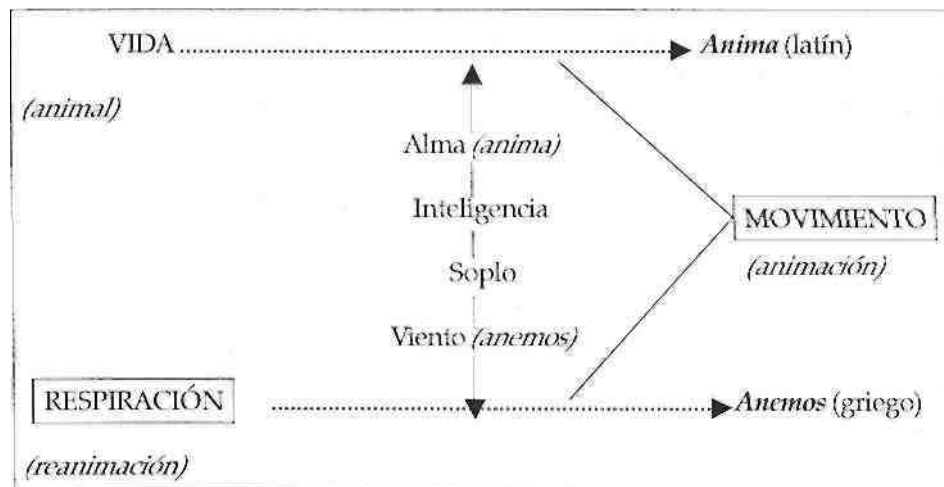 VIDA Anima (latín)
(animal)
Alma (anima)
Inteligencia
MOVIMIENTO
(animación)
Soplo
Viento (anemos)
RESPIRACIÓN Anemos (griego)
(reanimación)